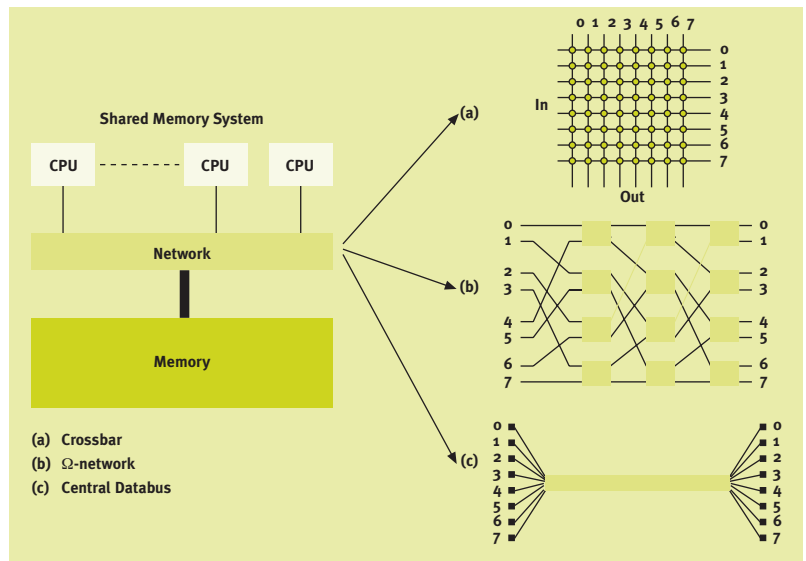 Shared Memory System
CPU CPU CPU
Network
Memory
(a) Crossbar
(b) Ω-network
(c) Central Databus
(a)
0 1 2 3 4 5 6 7
In
0
1
2
3
4
5
6
7
Out
(b)
0 0
1 1
2 2
3 3
4 4
5 5
6 6
7 7
(c)
0 0
1 1
2 2
3 3
4 4
5 5
6 6
7 7